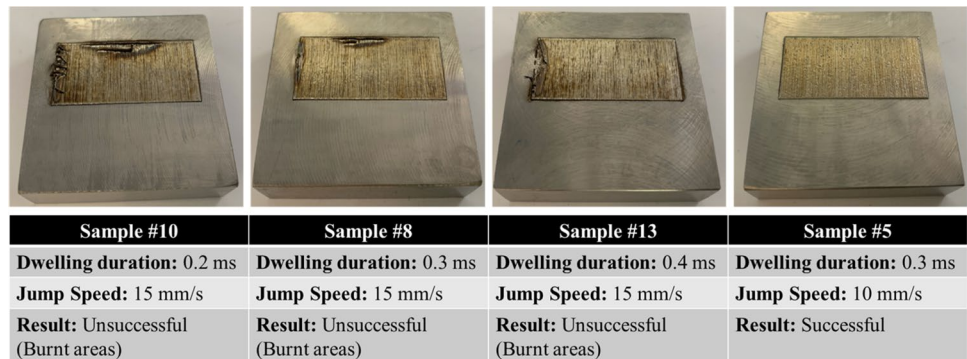 Sample #10
Sample #8
Sample #13
Sample #5
Dwelling duration: 0.2 ms
Dwelling duration: 0.3 ms
Dwelling duration: 0.4 ms
Dwelling duration: 0.3 ms
Jump Speed: 15 mm/s
Jump Speed: 15 mm/s
Jump Speed: 15 mm/s
Jump Speed: 10 mm/s
Result: Unsuccessful
(Burnt areas)
Result: Unsuccessful
(Burnt areas)
Result: Unsuccessful
(Burnt areas)
Result: Successful